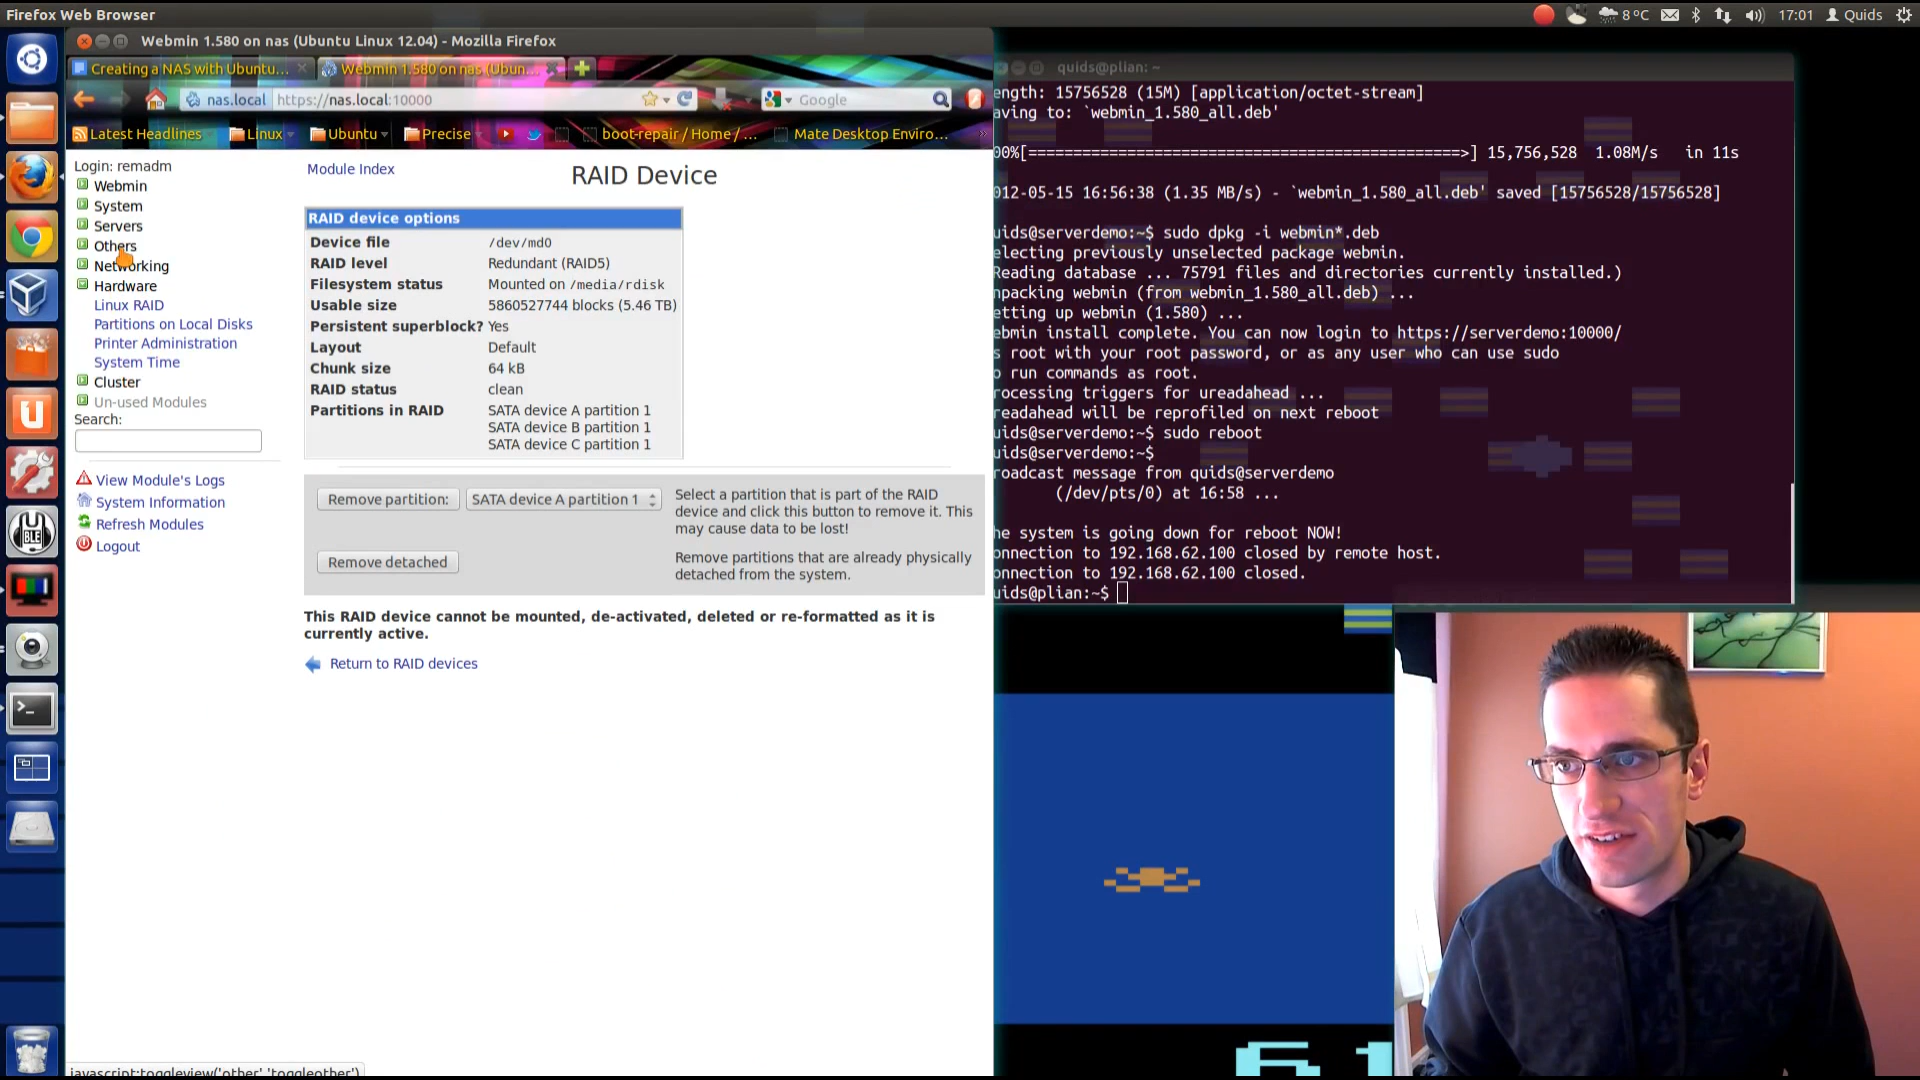 Firefox Web Browser
8 °C
17:01
Quids
Webmin 1.580 on nas (Ubuntu Linux 12.04) - Mozilla Firefox
Creating a NAS with Ubuntu...
Webmin 1.580 on nas (Ubun...
nas.local
https://nas.local:10000
Google
Latest Headlines
Linux
Ubuntu
Precise
boot-repair / Home / ...
Mate Desktop Enviro...
Login: remadm
Webmin
System
Servers
Others
Networking
Hardware
Linux RAID
Partitions on Local Disks
Printer Administration
System Time
Cluster
Un-used Modules
Search:
View Module's Logs
System Information
Refresh Modules
Logout
Module Index
RAID Device
RAID device options
Device file /dev/md0
RAID level Redundant (RAID5)
Filesystem status Mounted on /media/rdisk
Usable size 5860527744 blocks (5.46 TB)
Persistent superblock? Yes
Layout Default
Chunk size 64 kB
RAID status clean
Partitions in RAID SATA device A partition 1
SATA device B partition 1
SATA device C partition 1
Remove partition:
SATA device A partition 1
Select a partition that is part of the RAID
device and click this button to remove it. This
may cause data to be lost!
Remove detached
Remove partitions that are already physically
detached from the system.
This RAID device cannot be mounted, de-activated, deleted or re-formatted as it is
currently active.
Return to RAID devices
javascript:toggleview('other','toggleother')
quids@plian: ~
ength: 15756528 (15M) [application/octet-stream]
aving to: `webmin_1.580_all.deb'
00%[==============================================>] 15,756,528 1.08M/s in 11s
012-05-15 16:56:38 (1.35 MB/s) - `webmin_1.580_all.deb' saved [15756528/15756528]
uids@serverdemo:~$ sudo dpkg -i webmin*.deb
electing previously unselected package webmin.
Reading database ... 75791 files and directories currently installed.)
npacking webmin (from webmin_1.580_all.deb) ...
etting up webmin (1.580) ...
ebmin install complete. You can now login to https://serverdemo:10000/
s root with your root password, or as any user who can use sudo
o run commands as root.
rocessing triggers for ureadahead ...
readahead will be reprofiled on next reboot
uids@serverdemo:~$ sudo reboot
uids@serverdemo:~$
roadcast message from quids@serverdemo
(/dev/pts/0) at 16:58 ...
he system is going down for reboot NOW!
onnection to 192.168.62.100 closed by remote host.
onnection to 192.168.62.100 closed.
uids@plian:~$